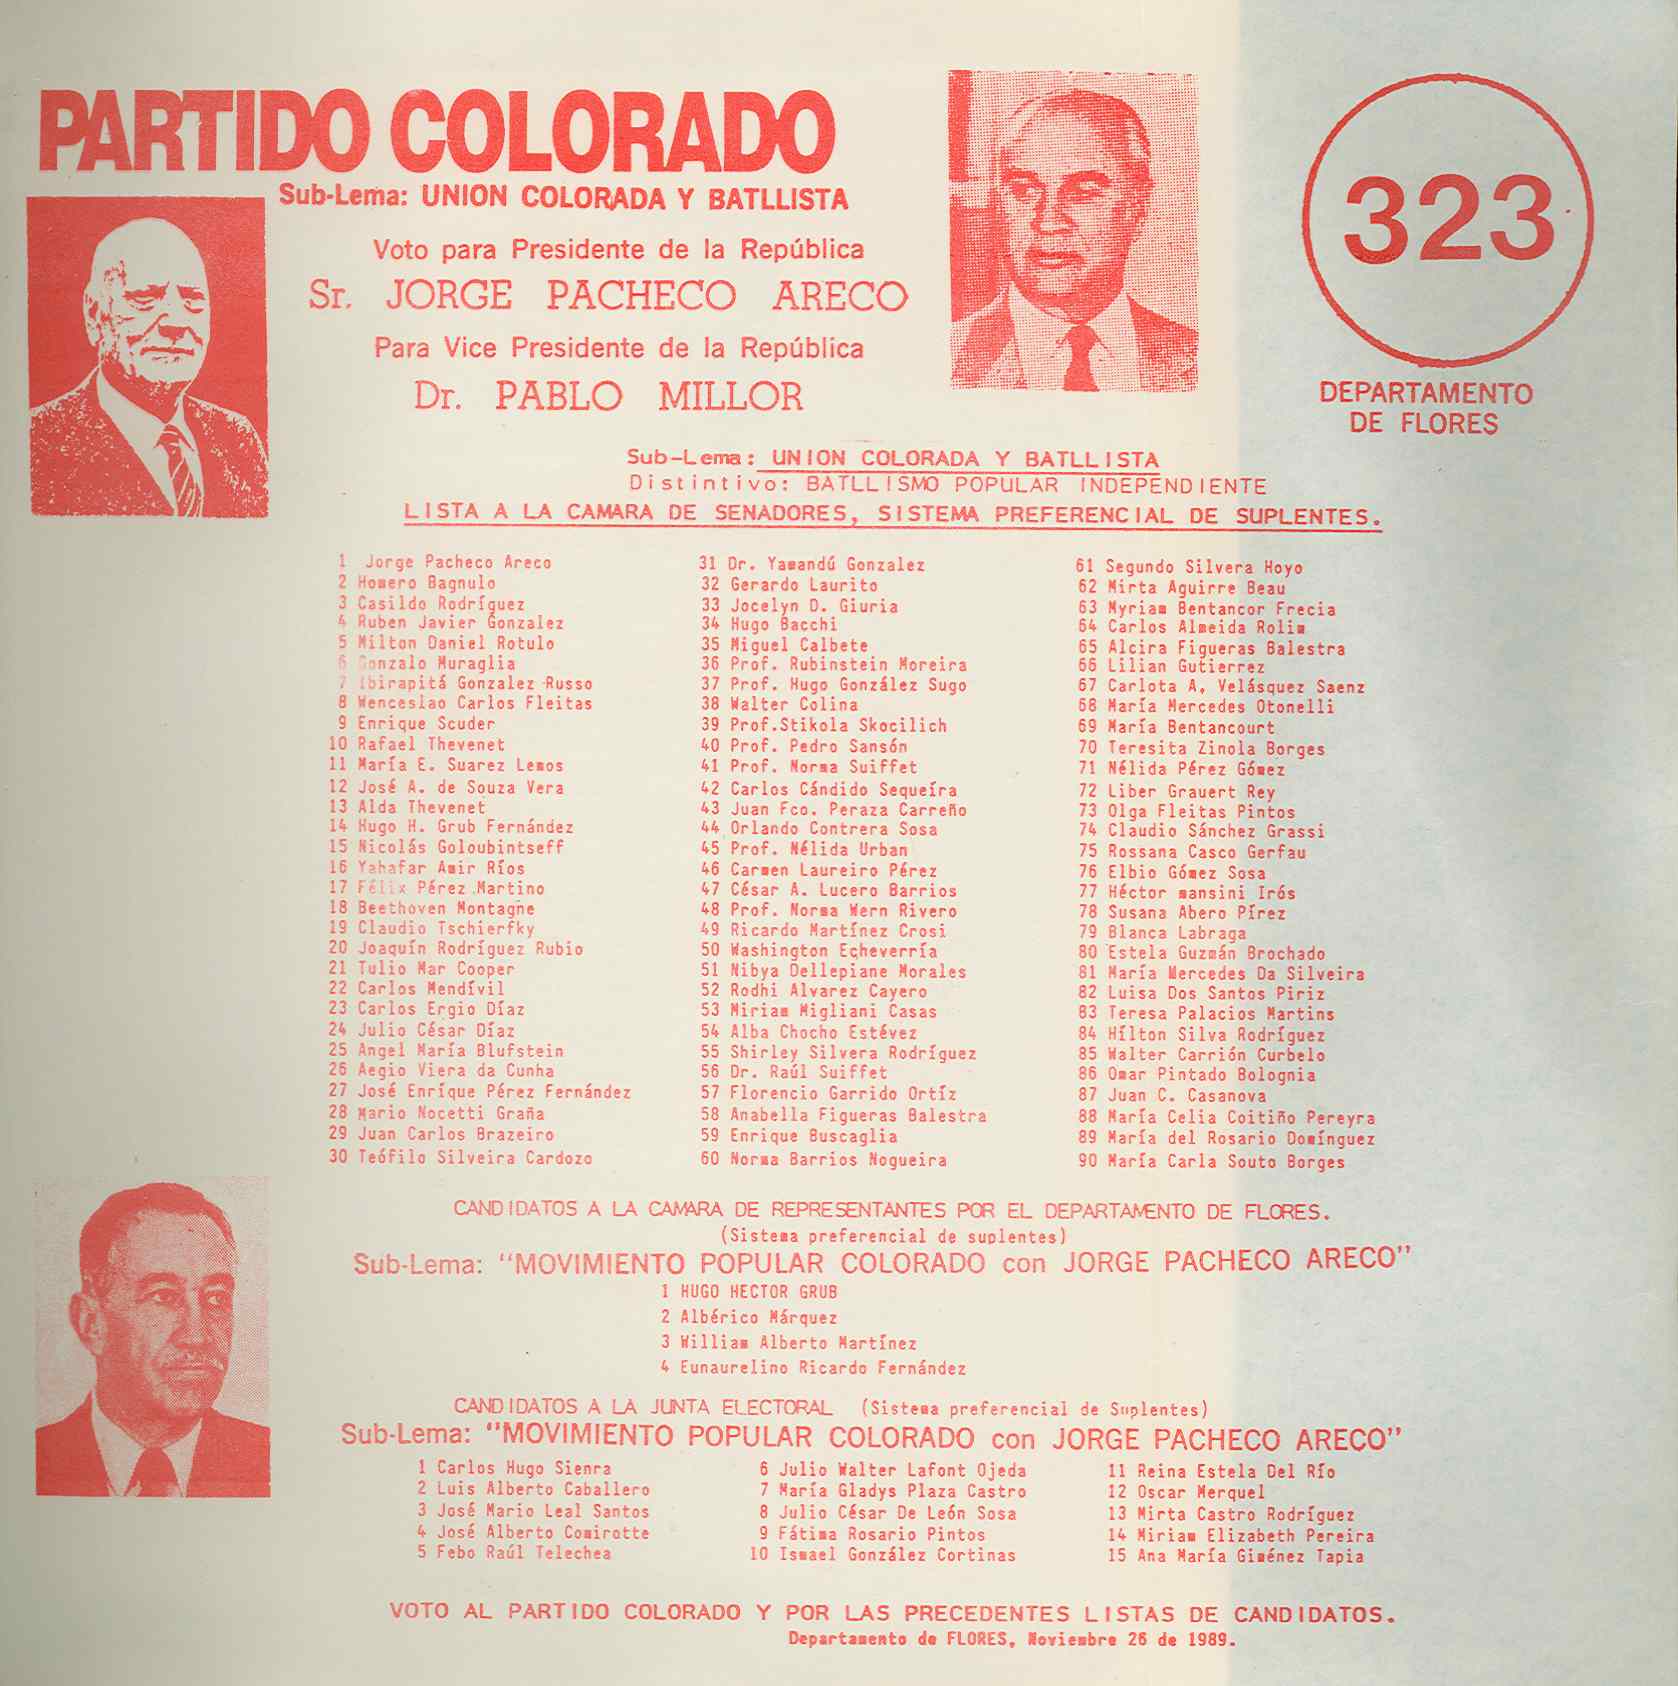 PARTIDO COLORADO
Sub-Lema: UNION COLORADA Y BATLLISTA
Voto para Presidente de la República
Sr. JORGE PACHECO ARECO
Para Vice Presidente de la República
Dr. PABLO MILLOR
323
DEPARTAMENTO
DE FLORES
Sub-Lema: UNION COLORADA Y BATLLISTA
Distintivo: BATLLISMO POPULAR INDEPENDIENTE
LISTA A LA CAMARA DE SENADORES, SISTEMA PREFERENCIAL DE SUPLENTES.
1 Jorge Pacheco Areco
2 Homero Bagnulo
3 Casildo Rodríguez
4 Ruben Javier Gonzalez
5 Milton Daniel Rotulo
6 Gonzalo Muraglia
7 Ibirapitá Gonzalez Russo
8 Wenceslao Carlos Fleitas
9 Enrique Scuder
10 Rafael Thevenet
11 María E. Suarez Lemos
12 José A. de Souza Vera
13 Alda Thevenet
14 Hugo H. Grub Fernández
15 Nicolás Goloubintseff
16 Yahafar Amir Ríos
17 Félix Pérez Martino
18 Beethoven Montagne
19 Claudio Tschierfky
20 Joaquín Rodríguez Rubio
21 Tulio Mar Cooper
22 Carlos Mendívil
23 Carlos Ergio Díaz
24 Julio César Díaz
25 Angel María Blufstein
26 Aegio Viera da Cunha
27 José Enríque Pérez Fernández
28 Mario Nocetti Graña
29 Juan Carlos Brazeiro
30 Teófilo Silveira Cardozo
31 Dr. Yamandú Gonzalez
32 Gerardo Laurito
33 Jocelyn D. Giuria
34 Hugo Bacchi
35 Miguel Calbete
36 Prof. Rubinstein Moreira
37 Prof. Hugo González Sugo
38 Walter Colina
39 Prof.Stikola Skocilich
40 Prof. Pedro Sansón
41 Prof. Norma Suiffet
42 Carlos Cándido Sequeíra
43 Juan Fco. Peraza Carreño
44 Orlando Contrera Sosa
45 Prof. Nélida Urban
46 Carmen Laureiro Pérez
47 César A. Lucero Barrios
48 Prof. Norma Wern Rivero
49 Ricardo Martínez Crosi
50 Washington Echeverría
51 Nibya Dellepiane Morales
52 Rodhi Alvarez Cayero
53 Miriam Migliani Casas
54 Alba Chocho Estévez
55 Shirley Silvera Rodríguez
56 Dr. Raúl Suiffet
57 Florencio Garrido Ortíz
58 Anabella Figueras Balestra
59 Enrique Buscaglia
60 Norma Barrios Nogueira
61 Segundo Silvera Hoyo
62 Mirta Aguirre Beau
63 Myriam Bentancor Frecia
64 Carlos Almeida Rolim
65 Alcira Figueras Balestra
66 Lilian Gutierrez
67 Carlota A. Velásquez Saenz
68 María Mercedes Otonelli
69 María Bentancourt
70 Teresita Zinola Borges
71 Nélida Pérez Gómez
72 Liber Grauert Rey
73 Olga Fleitas Pintos
74 Claudio Sánchez Grassi
75 Rossana Casco Gerfau
76 Elbio Gómez Sosa
77 Héctor mansini Irós
78 Susana Abero Pírez
79 Blanca Labraga
80 Estela Guzmán Brochado
81 María Mercedes Da Silveira
82 Luisa Dos Santos Piriz
83 Teresa Palacios Martins
84 Hílton Silva Rodríguez
85 Walter Carrión Curbelo
86 Omar Pintado Bolognia
87 Juan C. Casanova
88 María Celia Coitiño Pereyra
89 María del Rosario Domínguez
90 María Carla Souto Borges
CANDIDATOS A LA CAMARA DE REPRESENTANTES POR EL DEPARTAMENTO DE FLORES.
(Sistema preferencial de suplentes)
Sub-Lema: "MOVIMIENTO POPULAR COLORADO con JORGE PACHECO ARECO"
1 HUGO HECTOR GRUB
2 Albérico Márquez
3 William Alberto Martínez
4 Eunaurelino Ricardo Fernández
CANDIDATOS A LA JUNTA ELECTORAL (Sistema preferencial de Suplentes)
Sub-Lema: "MOVIMIENTO POPULAR COLORADO con JORGE PACHECO ARECO"
1 Carlos Hugo Sienra
2 Luis Alberto Caballero
3 José Mario Leal Santos
4 José Alberto Comirotte
5 Febo Raúl Telechea
6 Julio Walter Lafont Ojeda
7 María Gladys Plaza Castro
8 Julio César De León Sosa
9 Fátima Rosario Pintos
10 Ismael González Cortinas
11 Reina Estela Del Río
12 Oscar Merquel
13 Mirta Castro Rodríguez
14 Miriam Elizabeth Pereira
15 Ana María Giménez Tapia
VOTO AL PARTIDO COLORADO Y POR LAS PRECEDENTES LISTAS DE CANDIDATOS.
Departamento de FLORES, Noviembre 26 de 1989.